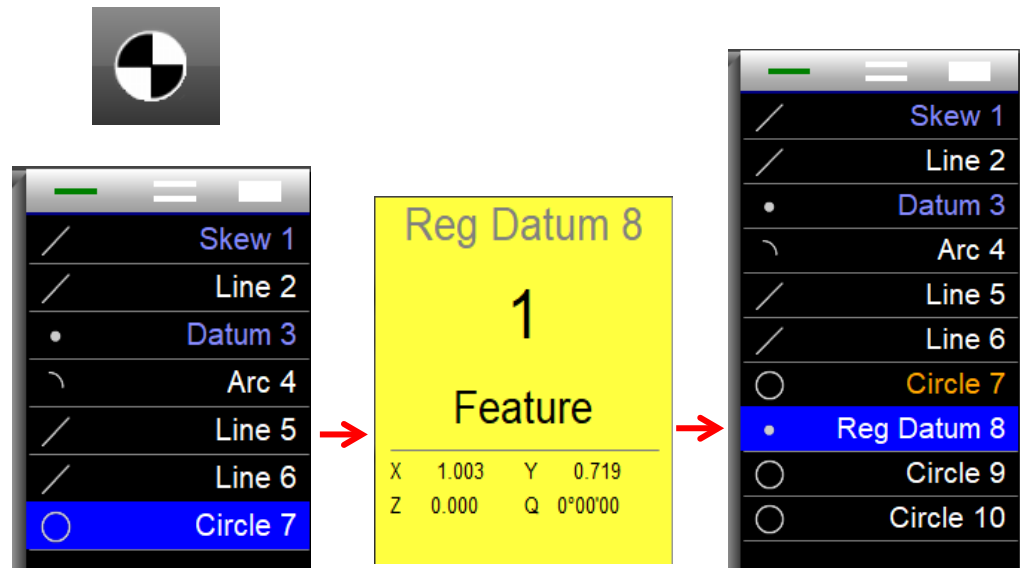 Skew 1
Line 2
Datum 3
Arc 4
Line 5
Line 6
Circle 7
Reg Datum 8
1
Feature
X 1.003 Y 0.719
Z 0.000 Q 0°00'00
Skew 1
Line 2
Datum 3
Arc 4
Line 5
Line 6
Circle 7
Reg Datum 8
Circle 9
Circle 10